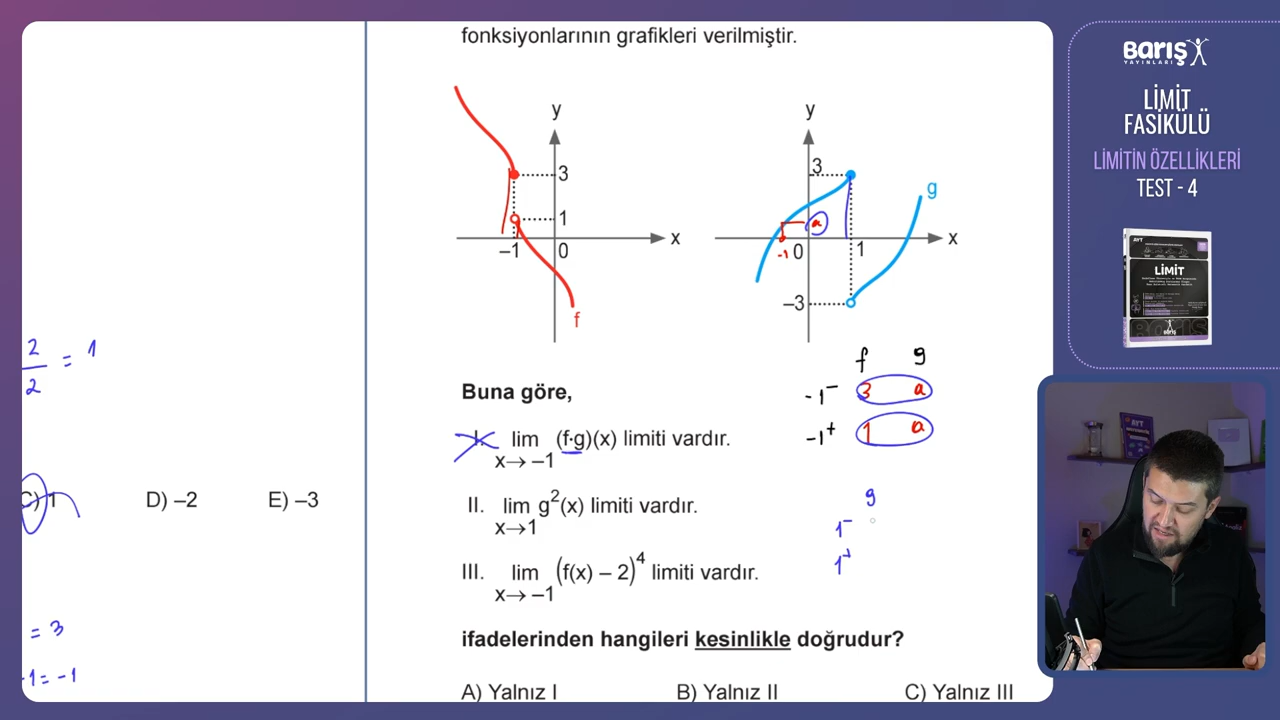 fonksiyonlarının grafikleri verilmiştir.
y
3
1
–1
0
x
f
y
3
g
a
-1
0
1
x
–3
f g
-1⁻ 3 a
-1⁺ 1 a
2
2
= 1
C) 1
D) –2
E) –3
= 3
-1 = -1
Buna göre,
I. lim (f·g)(x) limiti vardır.
x→ –1
II. lim g²(x) limiti vardır.
x→1
III. lim (f(x) – 2)⁴ limiti vardır.
x→ –1
g
1⁻
1⁺
ifadelerinden hangileri kesinlikle doğrudur?
A) Yalnız I
B) Yalnız II
C) Yalnız III
BARIŞ
YAYINLARI
LİMİT
FASİKÜLÜ
LİMİTİN ÖZELLİKLERİ
TEST - 4
AYT
LİMİT
BARIŞ